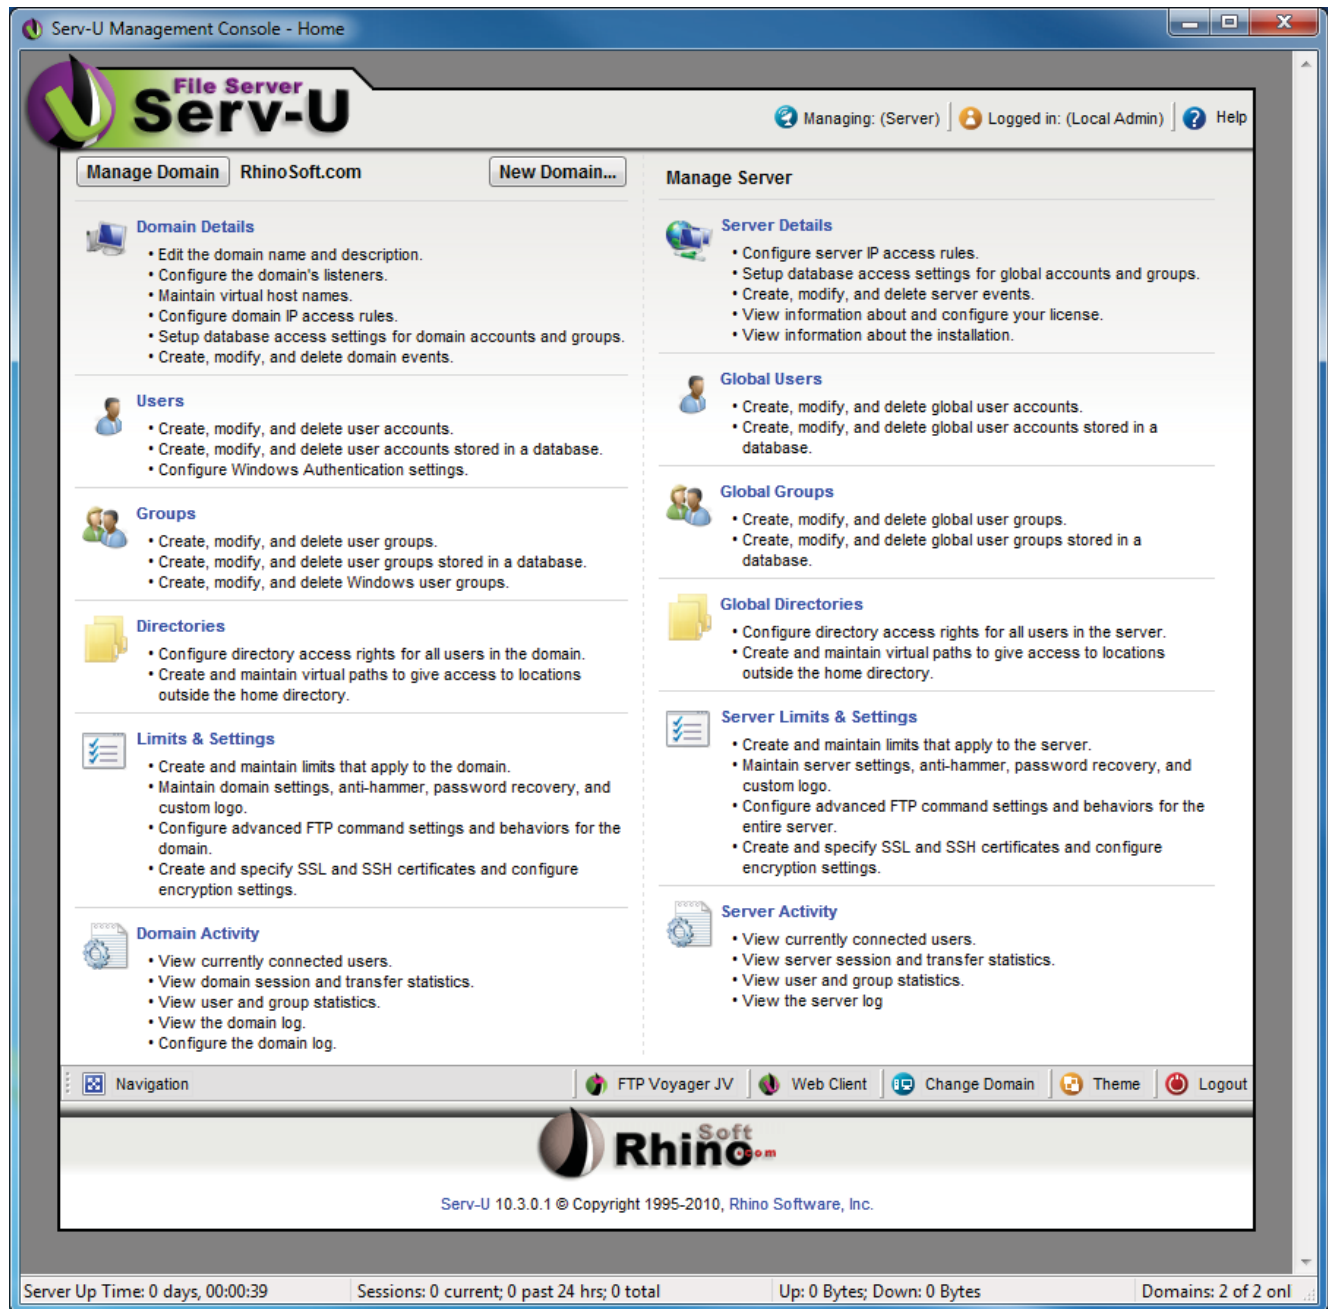 Serv-U Management Console - Home
File Server
Serv-U
Managing: (Server)
Logged in: (Local Admin)
Help
Manage Domain
RhinoSoft.com
New Domain...
Domain Details
• Edit the domain name and description.
• Configure the domain's listeners.
• Maintain virtual host names.
• Configure domain IP access rules.
• Setup database access settings for domain accounts and groups.
• Create, modify, and delete domain events.
Users
• Create, modify, and delete user accounts.
• Create, modify, and delete user accounts stored in a database.
• Configure Windows Authentication settings.
Groups
• Create, modify, and delete user groups.
• Create, modify, and delete user groups stored in a database.
• Create, modify, and delete Windows user groups.
Directories
• Configure directory access rights for all users in the domain.
• Create and maintain virtual paths to give access to locations
outside the home directory.
Limits & Settings
• Create and maintain limits that apply to the domain.
• Maintain domain settings, anti-hammer, password recovery, and
custom logo.
• Configure advanced FTP command settings and behaviors for the
domain.
• Create and specify SSL and SSH certificates and configure
encryption settings.
Domain Activity
• View currently connected users.
• View domain session and transfer statistics.
• View user and group statistics.
• View the domain log.
• Configure the domain log.
Manage Server
Server Details
• Configure server IP access rules.
• Setup database access settings for global accounts and groups.
• Create, modify, and delete server events.
• View information about and configure your license.
• View information about the installation.
Global Users
• Create, modify, and delete global user accounts.
• Create, modify, and delete global user accounts stored in a
database.
Global Groups
• Create, modify, and delete global user groups.
• Create, modify, and delete global user groups stored in a
database.
Global Directories
• Configure directory access rights for all users in the server.
• Create and maintain virtual paths to give access to locations
outside the home directory.
Server Limits & Settings
• Create and maintain limits that apply to the server.
• Maintain server settings, anti-hammer, password recovery, and
custom logo.
• Configure advanced FTP command settings and behaviors for the
entire server.
• Create and specify SSL and SSH certificates and configure
encryption settings.
Server Activity
• View currently connected users.
• View server session and transfer statistics.
• View user and group statistics.
• View the server log
Navigation
FTP Voyager JV
Web Client
Change Domain
Theme
Logout
RhinoSoft.com
Serv-U 10.3.0.1 © Copyright 1995-2010, Rhino Software, Inc.
Server Up Time: 0 days, 00:00:39
Sessions: 0 current; 0 past 24 hrs; 0 total
Up: 0 Bytes; Down: 0 Bytes
Domains: 2 of 2 onl